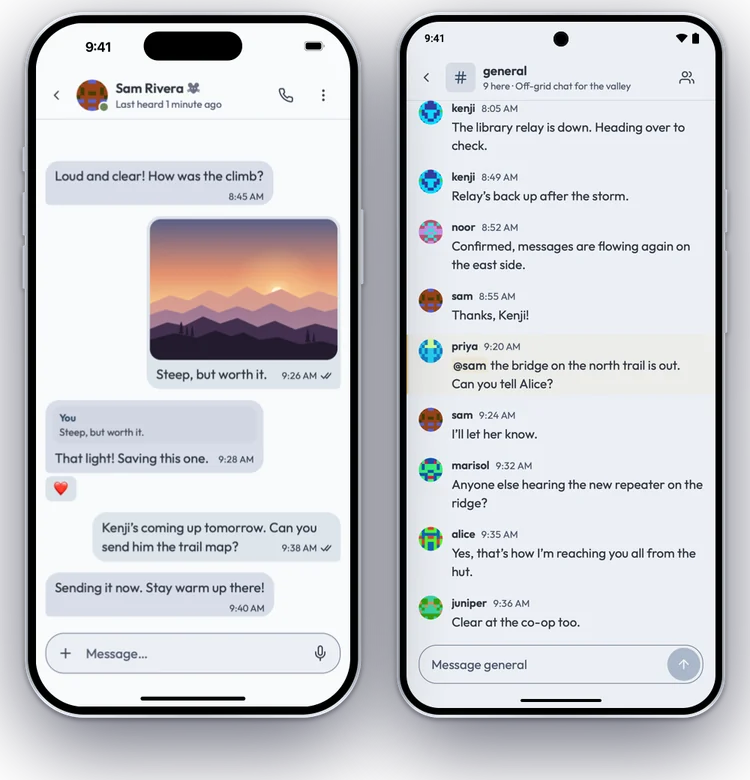 9:41
Sam Rivera
Last heard 1 minute ago
Loud and clear! How was the climb?
8:45 AM
Steep, but worth it. 9:26 AM
You
Steep, but worth it.
That light! Saving this one. 9:28 AM
Kenji’s coming up tomorrow. Can you
send him the trail map? 9:38 AM
Sending it now. Stay warm up there!
9:40 AM
+ Message...
9:41
# general
9 here · Off-grid chat for the valley
kenji 8:05 AM
The library relay is down. Heading over to
check.
kenji 8:49 AM
Relay’s back up after the storm.
noor 8:52 AM
Confirmed, messages are flowing again on
the east side.
sam 8:55 AM
Thanks, Kenji!
priya 9:20 AM
@sam the bridge on the north trail is out.
Can you tell Alice?
sam 9:24 AM
I’ll let her know.
marisol 9:32 AM
Anyone else hearing the new repeater on the
ridge?
alice 9:35 AM
Yes, that’s how I’m reaching you all from the
hut.
juniper 9:36 AM
Clear at the co-op too.
Message general